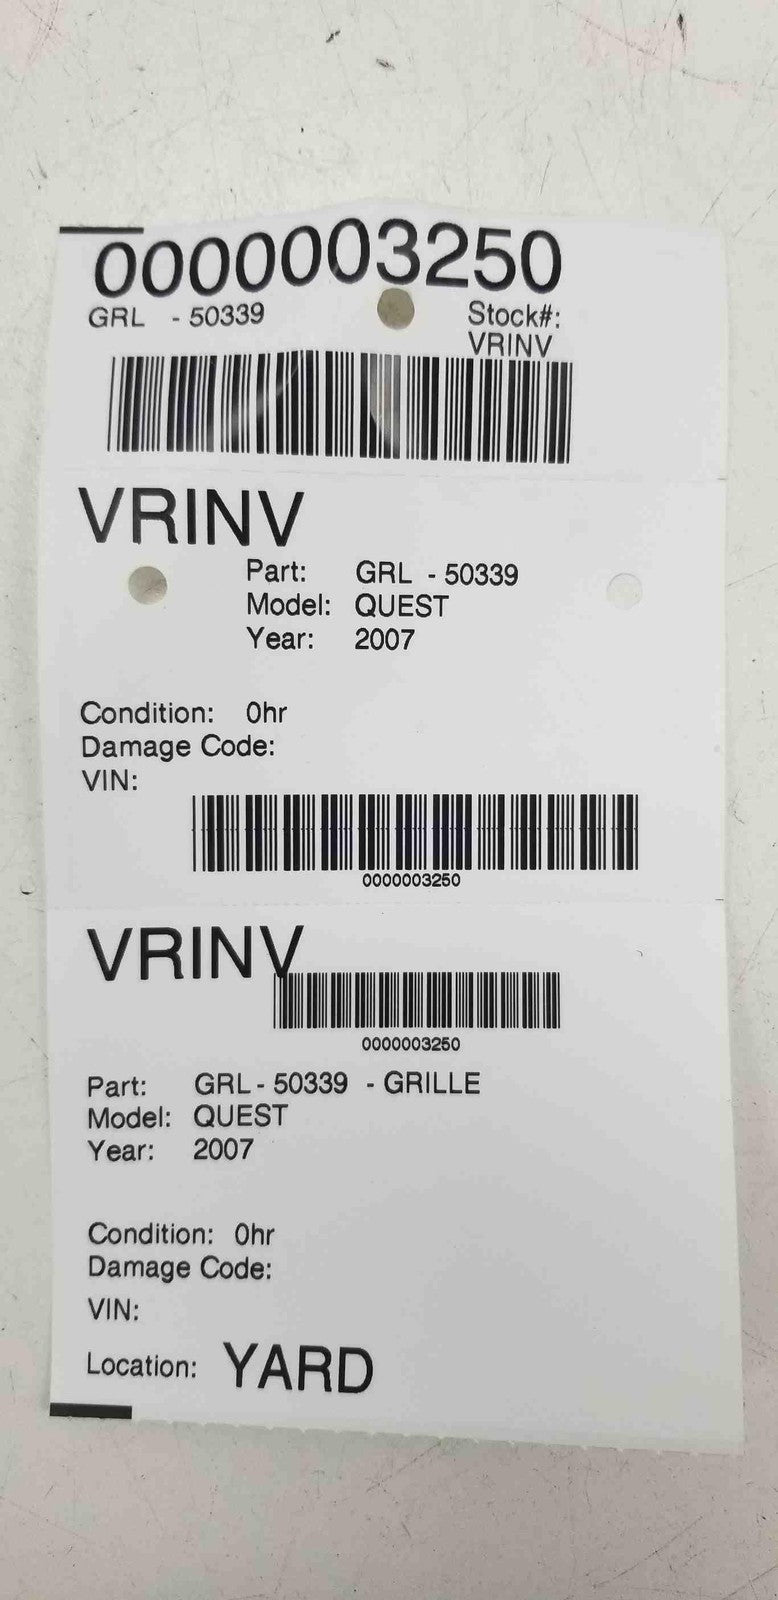 0000003250
GRL - 50339 Stock#:
VRINV
VRINV
Part: GRL - 50339
Model: QUEST
Year: 2007
Condition: 0hr
Damage Code:
VIN:
0000003250
VRINV
0000003250
Part: GRL - 50339 - GRILLE
Model: QUEST
Year: 2007
Condition: 0hr
Damage Code:
VIN:
Location: YARD